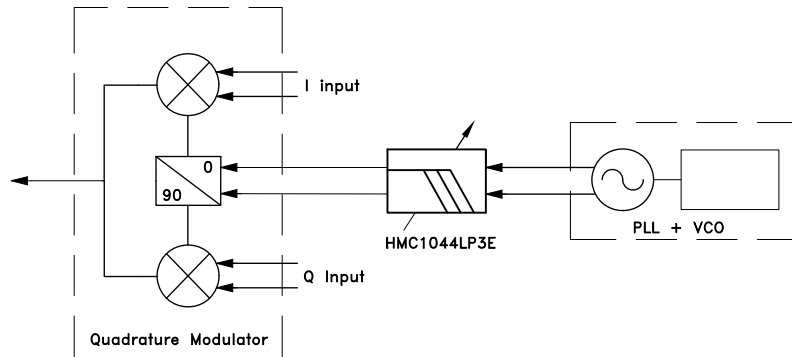 I input
0
90
HMC1044LP3E
PLL + VCO
Q Input
Quadrature Modulator